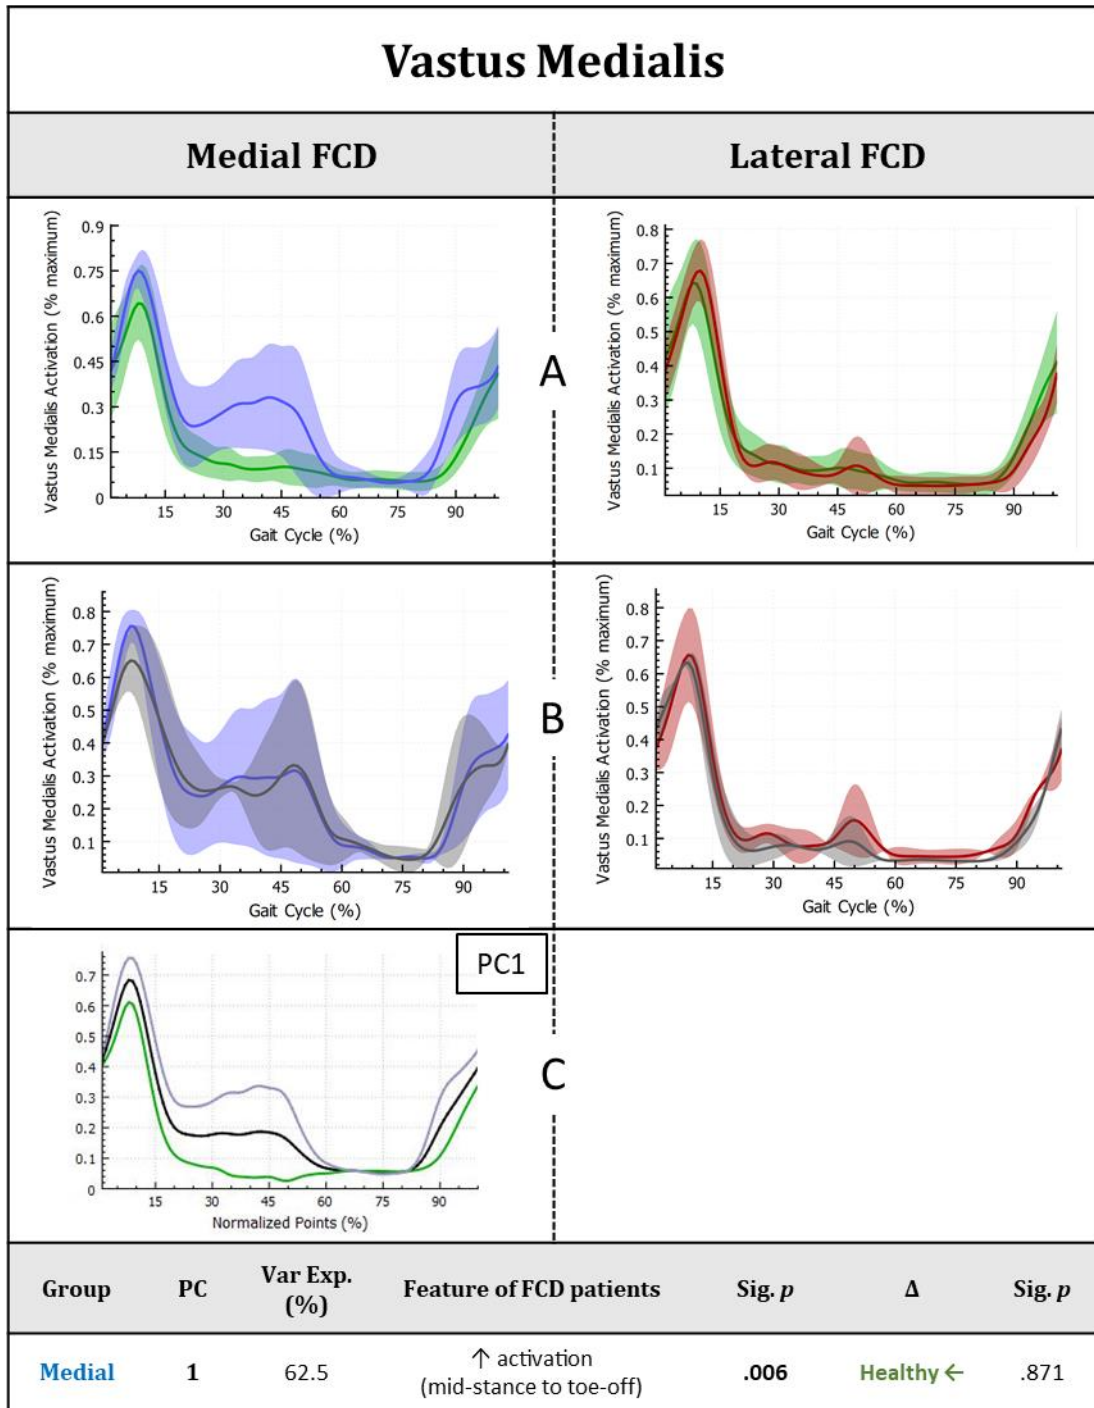 Vastus Medialis
Medial FCD
Lateral FCD
A
Vastus Medialis Activation (% maximum)
0.9
0.75
0.6
0.45
0.3
0.15
0
15 30 45 60 75 90
Gait Cycle (%)
Vastus Medialis Activation (% maximum)
0.8
0.7
0.6
0.5
0.4
0.3
0.2
0.1
15 30 45 60 75 90
Gait Cycle (%)
B
Vastus Medialis Activation (% maximum)
0.8
0.7
0.6
0.5
0.4
0.3
0.2
0.1
15 30 45 60 75 90
Gait Cycle (%)
Vastus Medialis Activation (% maximum)
0.8
0.7
0.6
0.5
0.4
0.3
0.2
0.1
15 30 45 60 75 90
Gait Cycle (%)
C
PC1
0.7
0.6
0.5
0.4
0.3
0.2
0.1
0
15 30 45 60 75 90
Normalized Points (%)
Group PC Var Exp. (%) Feature of FCD patients Sig. p Δ Sig. p
Medial 1 62.5 ↑ activation (mid-stance to toe-off) .006 Healthy ← .871